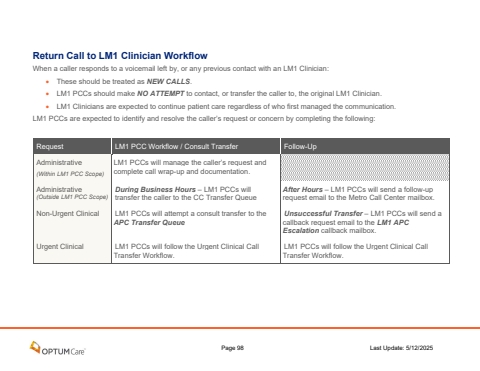 Return Call to LM1 Clinician Workflow
When a caller responds to a voicemail left by, or any previous contact with an LM1 Clinician:
• These should be treated as NEW CALLS.
• LM1 PCCs should make NO ATTEMPT to contact, or transfer the caller to, the original LM1 Clinician.
• LM1 Clinicians are expected to continue patient care regardless of who first managed the communication.
LM1 PCCs are expected to identify and resolve the caller's request or concern by completing the following:
Request
LM1 PCC Workflow / Consult Transfer
Follow-Up
Administrative
(Within LM1 PCC Scope)
LM1 PCCs will manage the caller's request and
complete call wrap-up and documentation.
Administrative
(Outside LM1 PCC Scope)
During Business Hours – LM1 PCCs will
transfer the caller to the CC Transfer Queue
After Hours – LM1 PCCs will send a follow-up
request email to the Metro Call Center mailbox.
Non-Urgent Clinical
LM1 PCCs will attempt a consult transfer to the
APC Transfer Queue
Unsuccessful Transfer – LM1 PCCs will send a
callback request email to the LM1 APC
Escalation callback mailbox.
Urgent Clinical
LM1 PCCs will follow the Urgent Clinical Call
Transfer Workflow.
LM1 PCCs will follow the Urgent Clinical Call
Transfer Workflow.
OPTUMCare
Page 98
Last Update: 5/12/2025